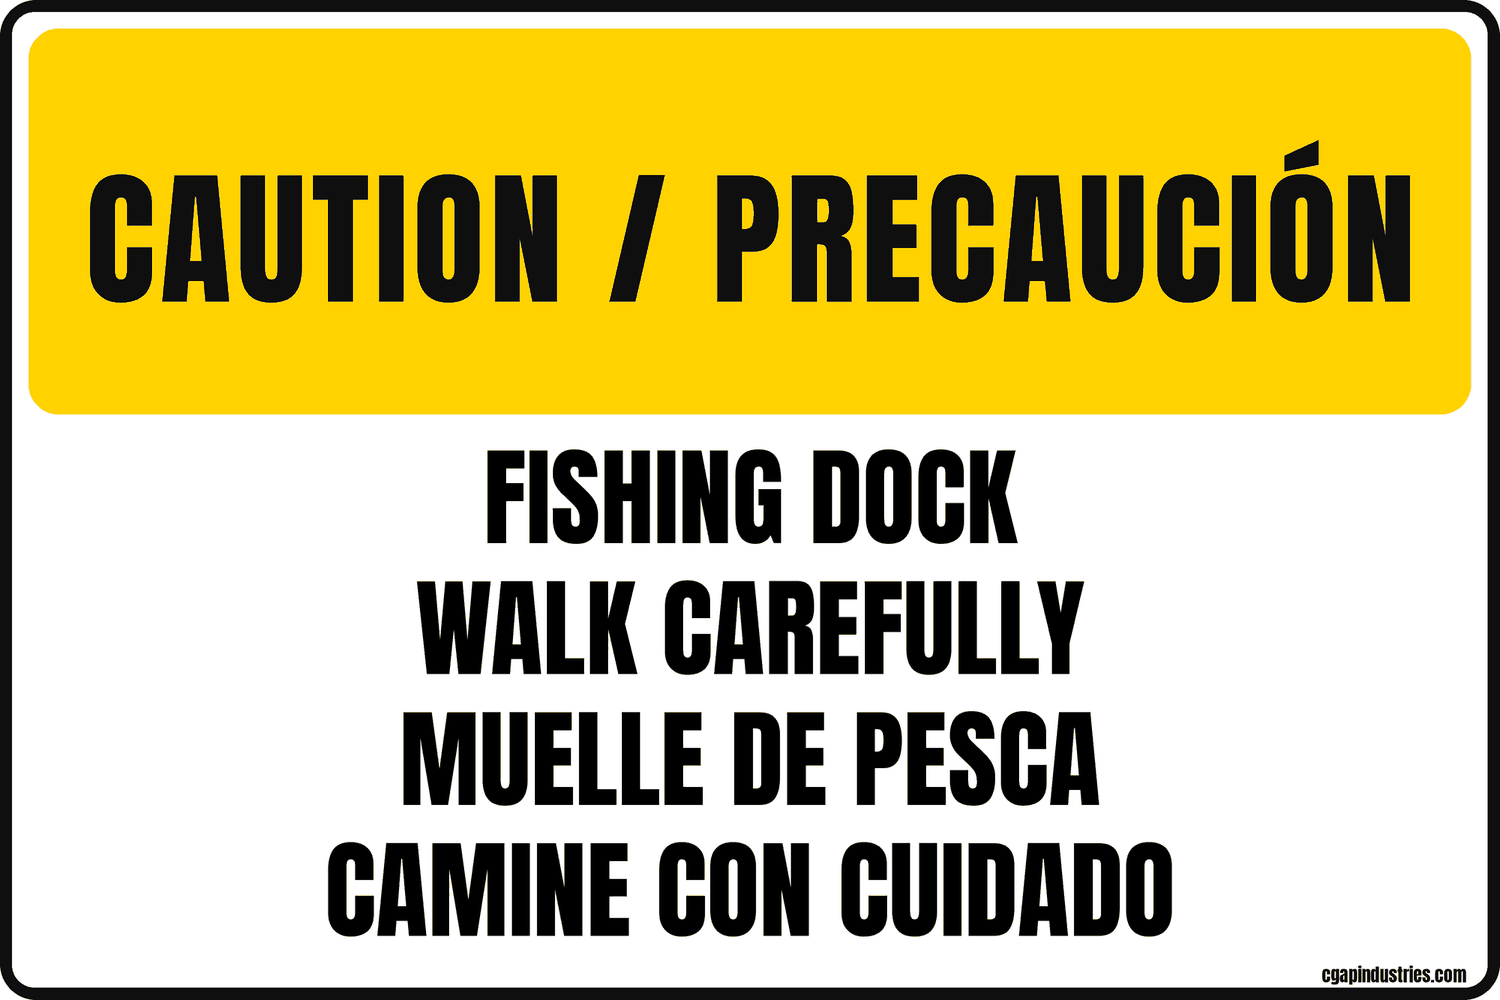 CAUTION / PRECAUCIÓN
FISHING DOCK
WALK CAREFULLY
MUELLE DE PESCA
CAMINE CON CUIDADO
cgapindustries.com